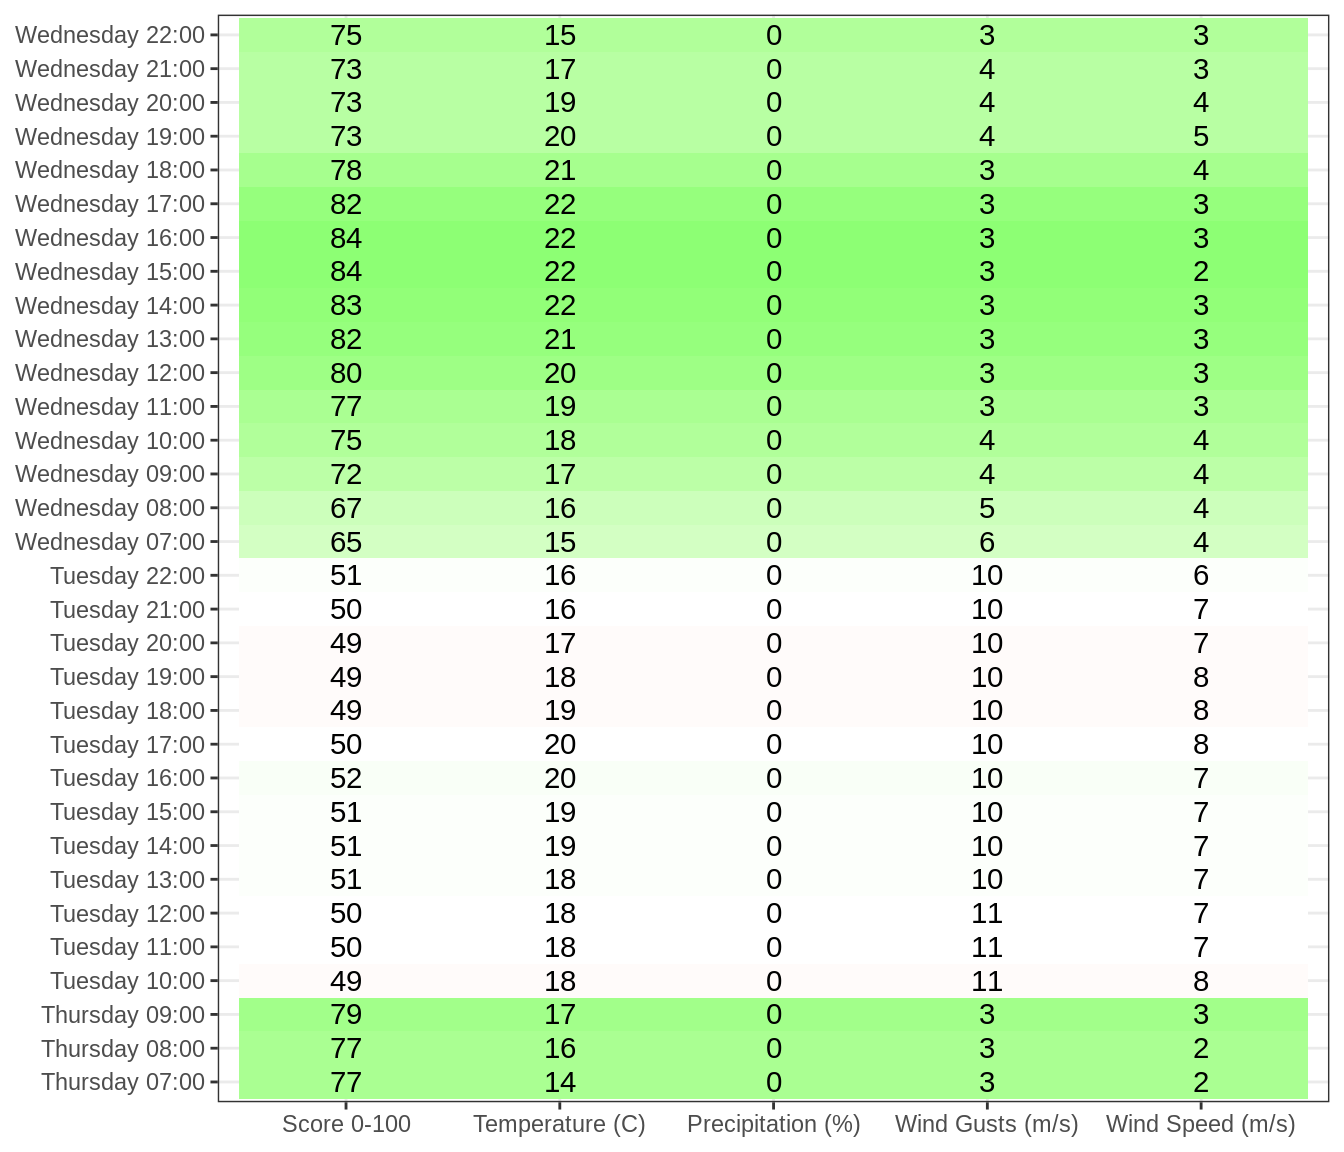 Wednesday 22:00 75 15 0 3 3
Wednesday 21:00 73 17 0 4 3
Wednesday 20:00 73 19 0 4 4
Wednesday 19:00 73 20 0 4 5
Wednesday 18:00 78 21 0 3 4
Wednesday 17:00 82 22 0 3 3
Wednesday 16:00 84 22 0 3 3
Wednesday 15:00 84 22 0 3 2
Wednesday 14:00 83 22 0 3 3
Wednesday 13:00 82 21 0 3 3
Wednesday 12:00 80 20 0 3 3
Wednesday 11:00 77 19 0 3 3
Wednesday 10:00 75 18 0 4 4
Wednesday 09:00 72 17 0 4 4
Wednesday 08:00 67 16 0 5 4
Wednesday 07:00 65 15 0 6 4
Tuesday 22:00 51 16 0 10 6
Tuesday 21:00 50 16 0 10 7
Tuesday 20:00 49 17 0 10 7
Tuesday 19:00 49 18 0 10 8
Tuesday 18:00 49 19 0 10 8
Tuesday 17:00 50 20 0 10 8
Tuesday 16:00 52 20 0 10 7
Tuesday 15:00 51 19 0 10 7
Tuesday 14:00 51 19 0 10 7
Tuesday 13:00 51 18 0 10 7
Tuesday 12:00 50 18 0 11 7
Tuesday 11:00 50 18 0 11 7
Tuesday 10:00 49 18 0 11 8
Thursday 09:00 79 17 0 3 3
Thursday 08:00 77 16 0 3 2
Thursday 07:00 77 14 0 3 2
Score 0-100 Temperature (C) Precipitation (%) Wind Gusts (m/s) Wind Speed (m/s)